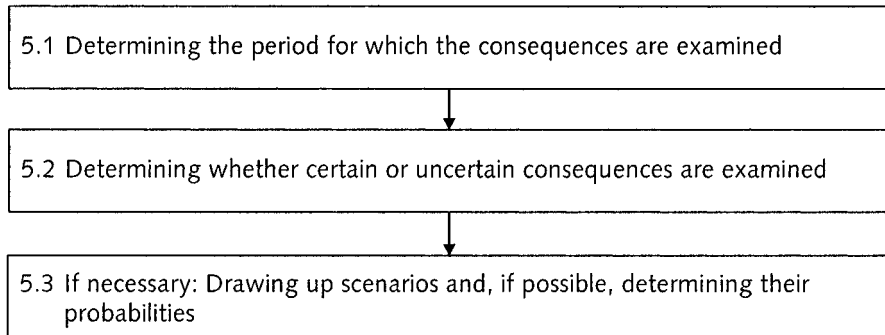 5.1 Determining the period for which the consequences are examined
5.2 Determining whether certain or uncertain consequences are examined
5.3 If necessary: Drawing up scenarios and, if possible, determining their
probabilities